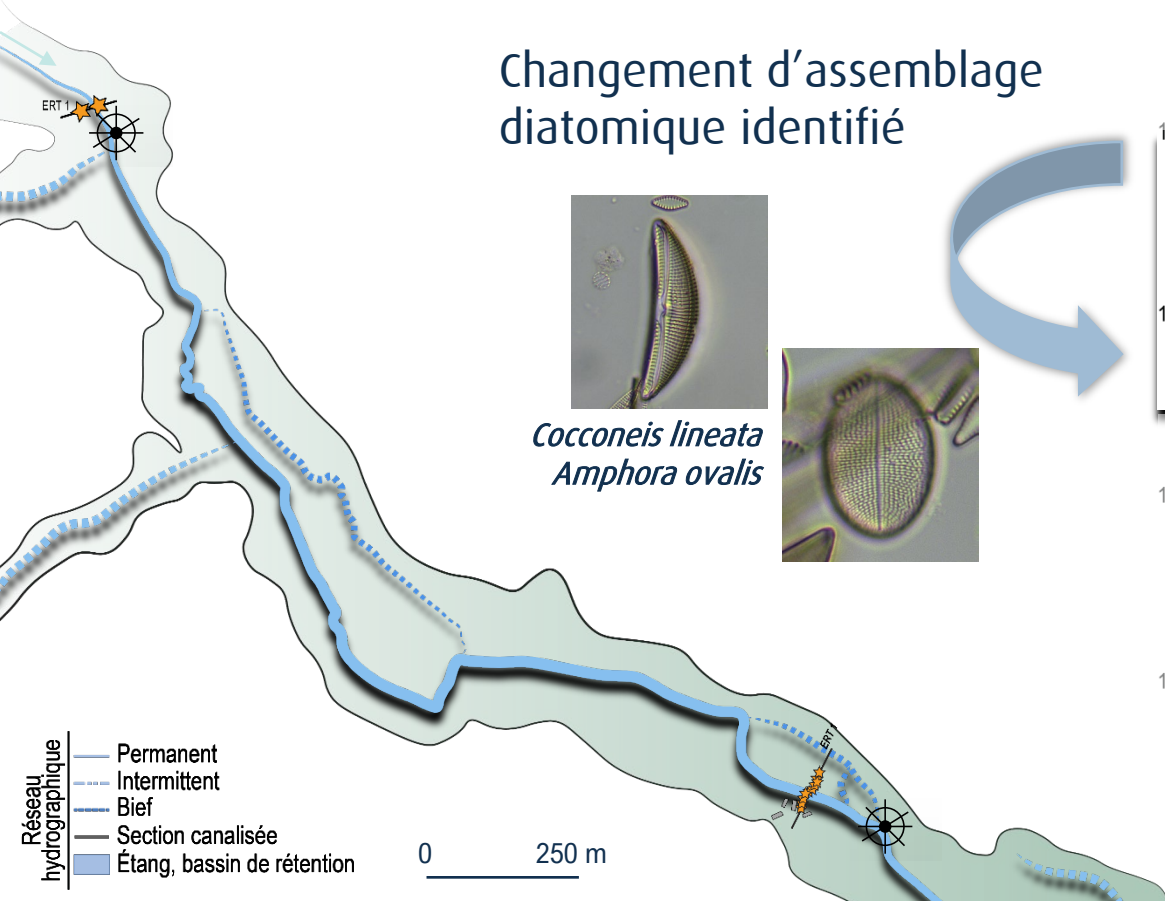 Changement d’assemblage
diatomique identifié
ERT 1
Cocconeis lineata
Amphora ovalis
ERT
Réseau
hydrographique
Permanent
Intermittent
Bief
Section canalisée
Étang, bassin de rétention
0 250 m